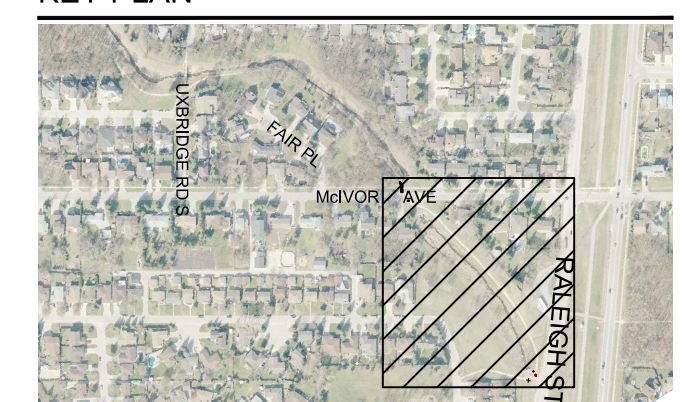 KEY PLAN
UXBRIDGE RD S
FAIR PL
McIVOR AVE
RALEIGH ST